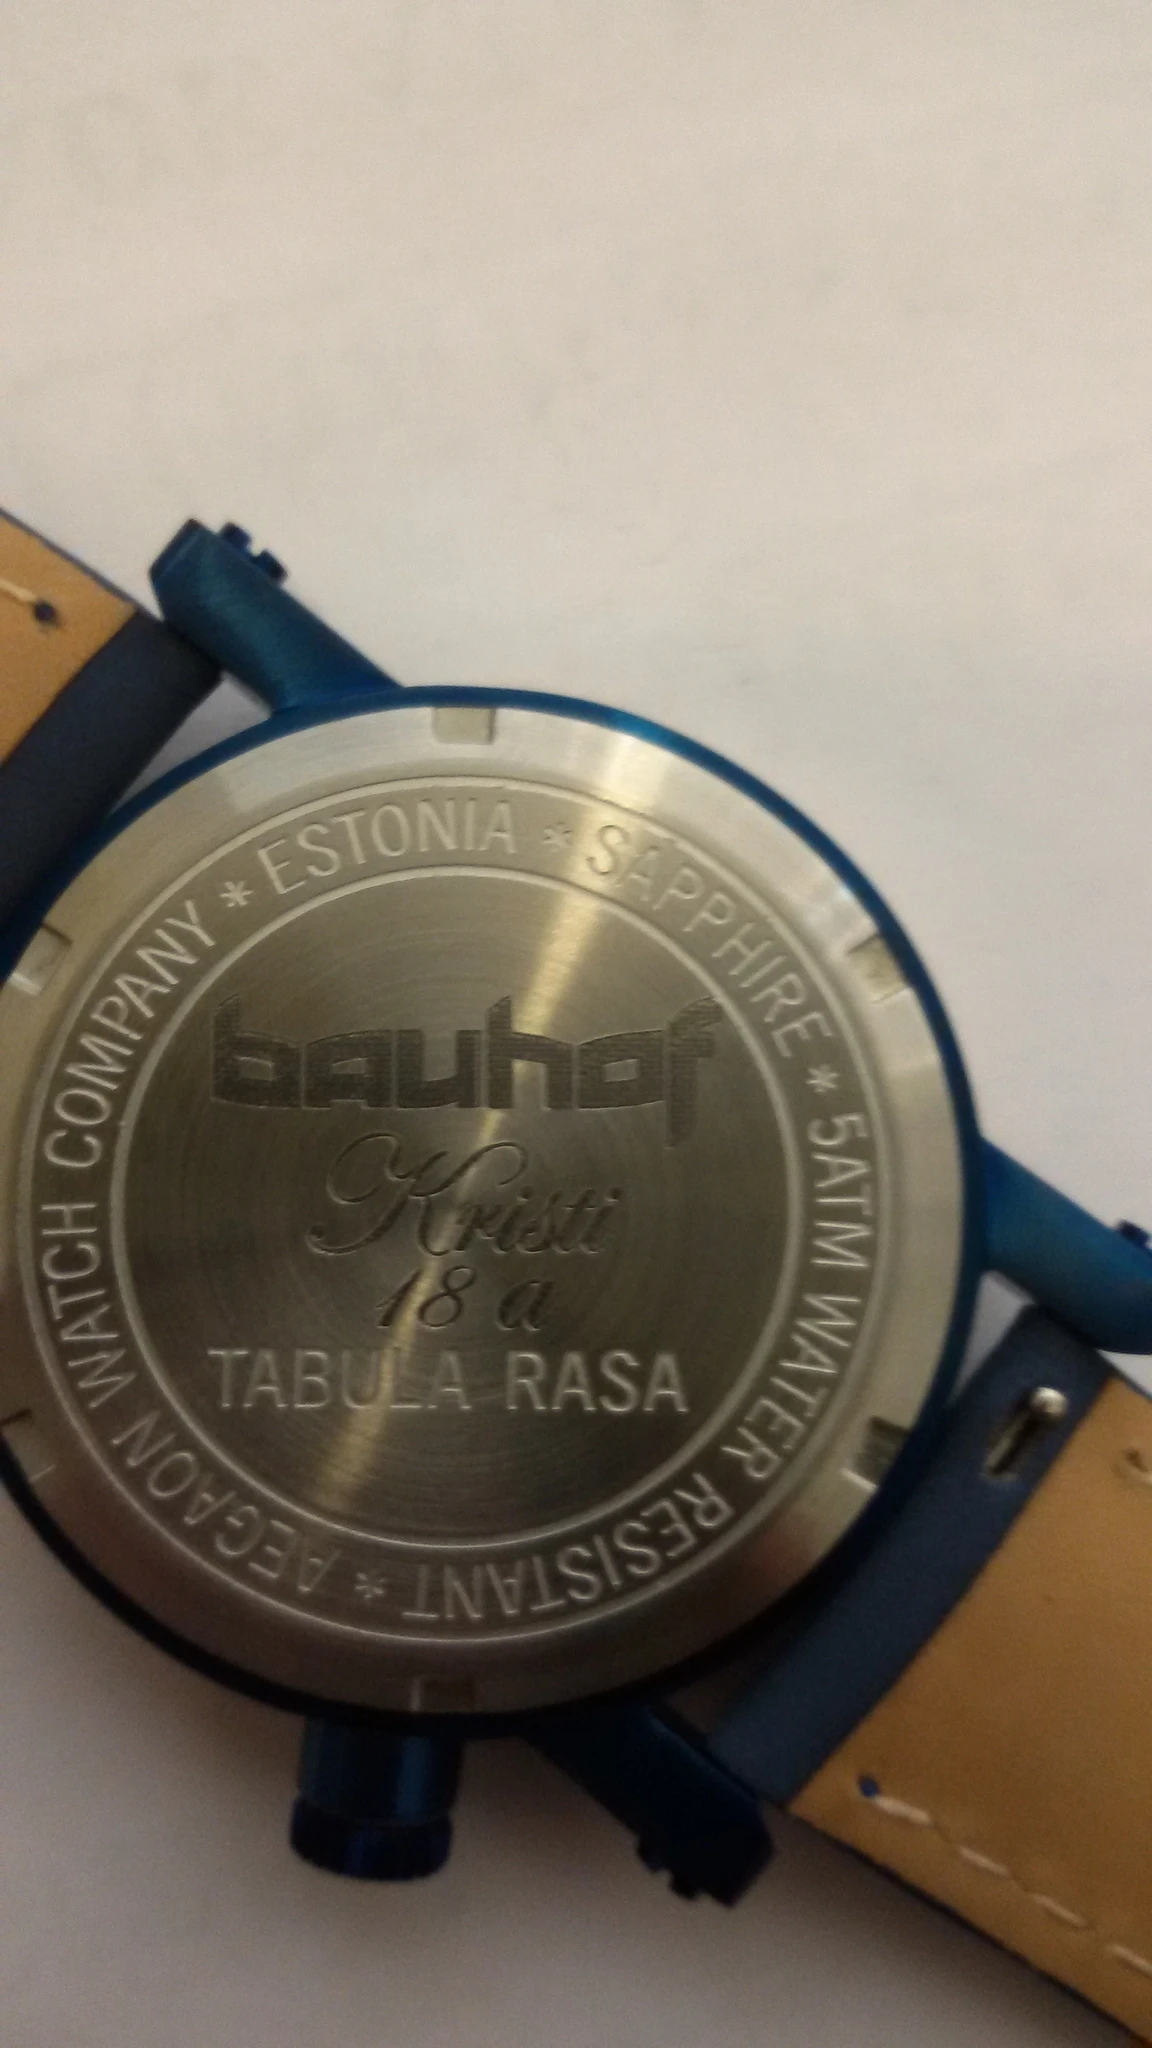 AEGAON WATCH COMPANY * ESTONIA * SAPPHIRE * 5ATM WATER RESISTANT *
bauhof
Kristi
18 a
TABULA RASA